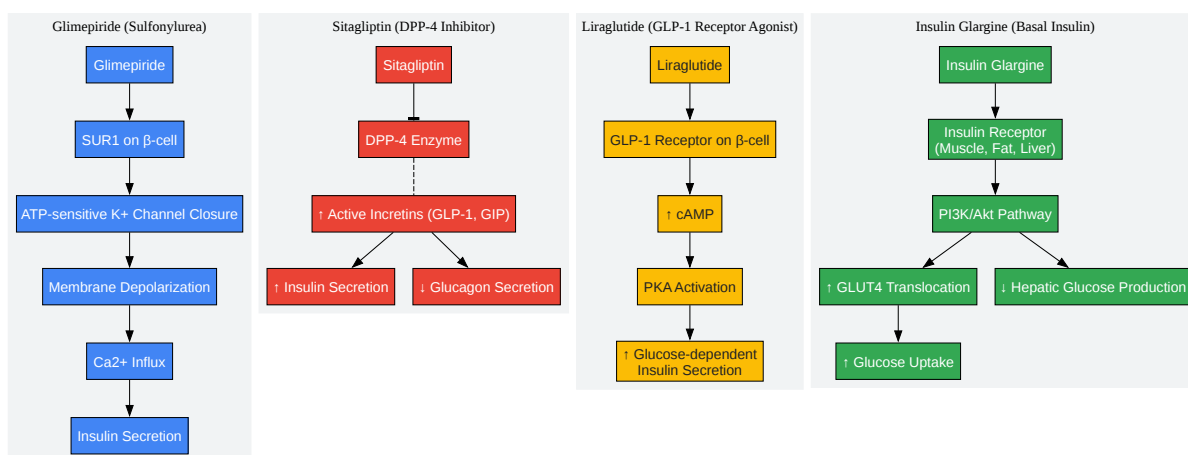 Glimepiride (Sulfonylurea)
Glimepiride
SUR1 on β-cell
ATP-sensitive K+ Channel Closure
Membrane Depolarization
Ca2+ Influx
Insulin Secretion
Sitagliptin (DPP-4 Inhibitor)
Sitagliptin
DPP-4 Enzyme
↑ Active Incretins (GLP-1, GIP)
↑ Insulin Secretion
↓ Glucagon Secretion
Liraglutide (GLP-1 Receptor Agonist)
Liraglutide
GLP-1 Receptor on β-cell
↑ cAMP
PKA Activation
↑ Glucose-dependent
Insulin Secretion
Insulin Glargine (Basal Insulin)
Insulin Glargine
Insulin Receptor
(Muscle, Fat, Liver)
PI3K/Akt Pathway
↑ GLUT4 Translocation
↓ Hepatic Glucose Production
↑ Glucose Uptake